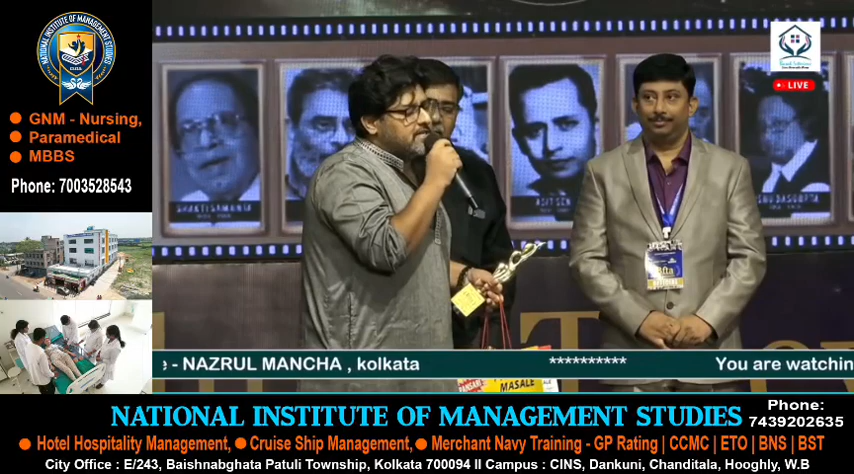 NATIONAL INSTITUTE OF MANAGEMENT STUDIES
GNM - Nursing,
Paramedical
MBBS
Phone: 7003528543
LIVE
SHAKTI SAMANTA
ASIT SEN
MASALE
e - NAZRUL MANCHA , kolkata
**********
You are watchin
NATIONAL INSTITUTE OF MANAGEMENT STUDIES
Phone:
7439202635
Hotel Hospitality Management, Cruise Ship Management, Merchant Navy Training - GP Rating | CCMC | ETO | BNS | BST
City Office : E/243, Baishnabghata Patuli Township, Kolkata 700094 II Campus : CINS, Dankuni, Chanditala, Hooghly, W.B